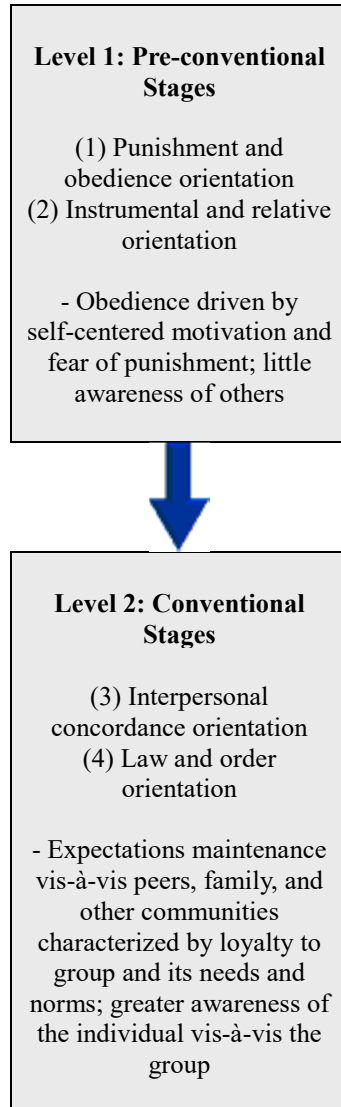 Level 1: Pre-conventional
Stages
(1) Punishment and
obedience orientation
(2) Instrumental and relative
orientation
- Obedience driven by
self-centered motivation and
fear of punishment; little
awareness of others
Level 2: Conventional
Stages
(3) Interpersonal
concordance orientation
(4) Law and order
orientation
- Expectations maintenance
vis-à-vis peers, family, and
other communities
characterized by loyalty to
group and its needs and
norms; greater awareness of
the individual vis-à-vis the
group